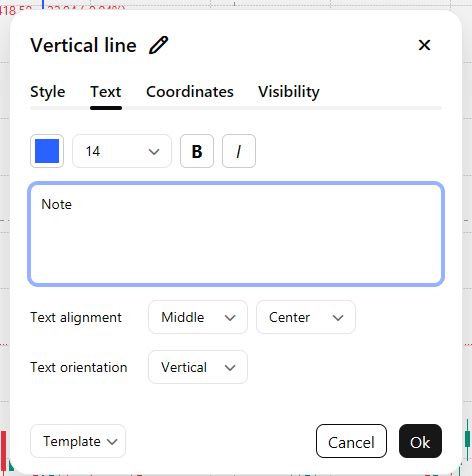 Vertical line
Style Text Coordinates Visibility
14 B I
Note
Text alignment Middle Center
Text orientation Vertical
Template Cancel Ok